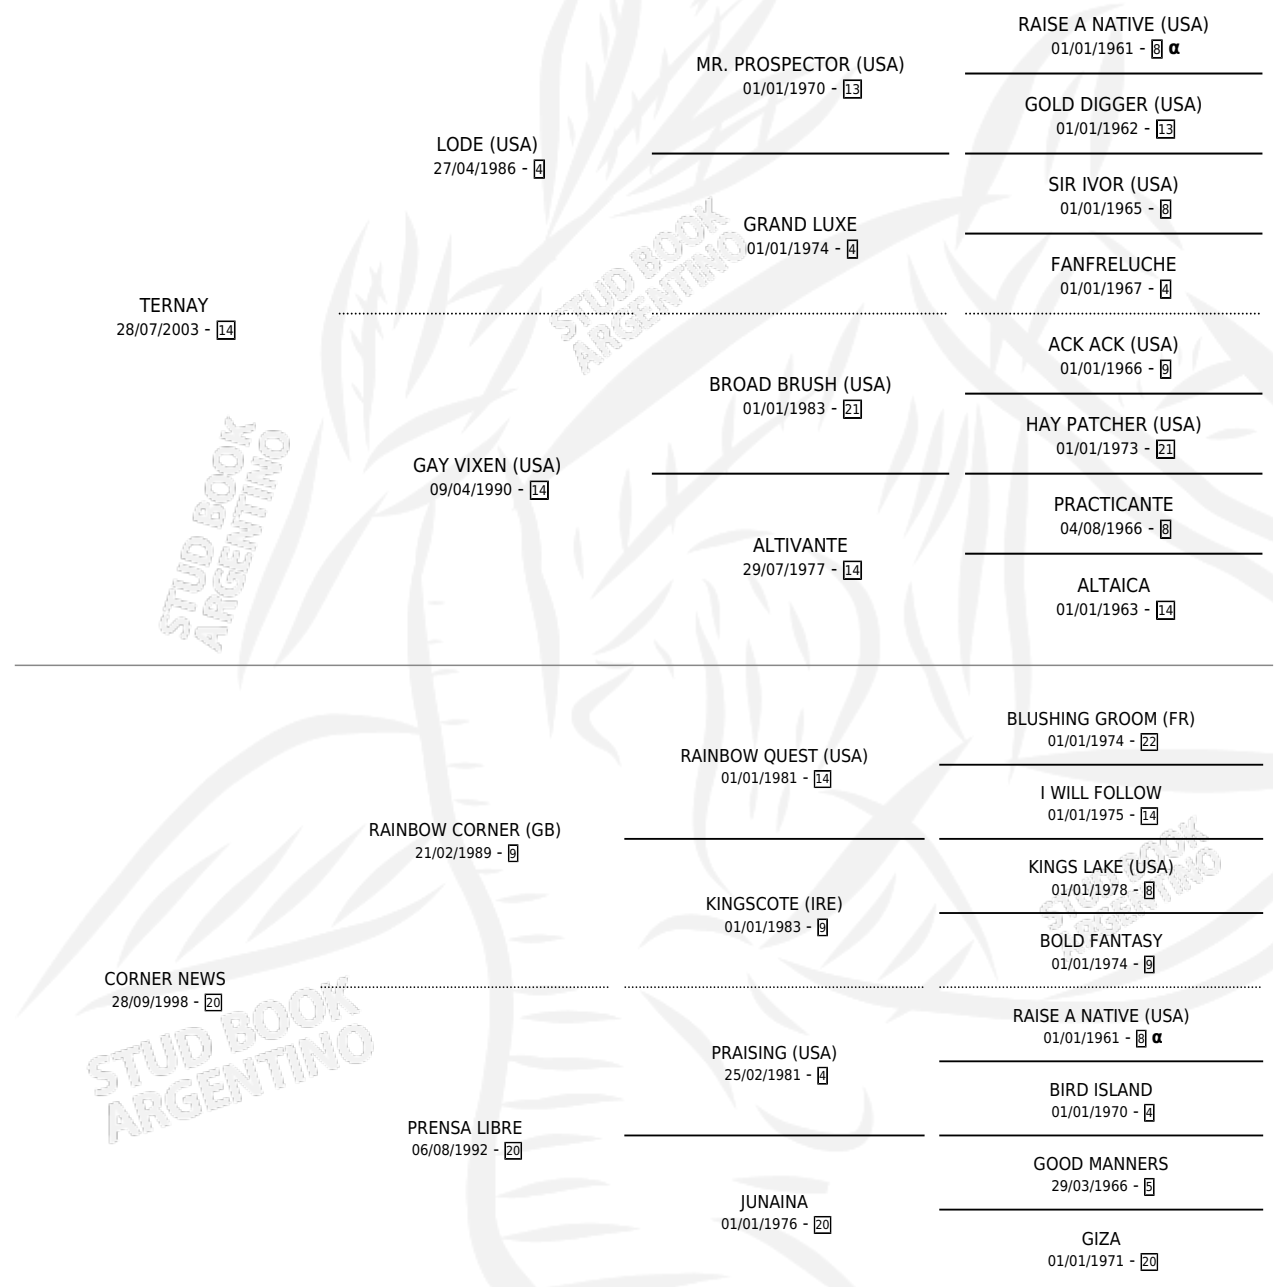 RAISE A NATIVE (USA)
01/01/1961 - 8 α
MR. PROSPECTOR (USA)
01/01/1970 - 13
GOLD DIGGER (USA)
01/01/1962 - 13
LODE (USA)
27/04/1986 - 4
SIR IVOR (USA)
01/01/1965 - 8
GRAND LUXE
01/01/1974 - 4
FANFRELUCHE
01/01/1967 - 4
TERNAY
28/07/2003 - 14
STUD BOOK
ARGENTINO
ACK ACK (USA)
01/01/1966 - 9
BROAD BRUSH (USA)
01/01/1983 - 21
HAY PATCHER (USA)
01/01/1973 - 21
GAY VIXEN (USA)
09/04/1990 - 14
PRACTICANTE
04/08/1966 - 8
ALTIVANTE
29/07/1977 - 14
ALTAICA
01/01/1963 - 14
STUD BOOK
ARGENTINO
BLUSHING GROOM (FR)
01/01/1974 - 22
RAINBOW QUEST (USA)
01/01/1981 - 14
I WILL FOLLOW
01/01/1975 - 14
RAINBOW CORNER (GB)
21/02/1989 - 9
KINGS LAKE (USA)
01/01/1978 - 8
STUD BOOK
ARGENTINO
KINGSCOTE (IRE)
01/01/1983 - 9
BOLD FANTASY
01/01/1974 - 9
CORNER NEWS
28/09/1998 - 20
STUD BOOK
ARGENTINO
RAISE A NATIVE (USA)
01/01/1961 - 8 α
PRAISING (USA)
25/02/1981 - 4
BIRD ISLAND
01/01/1970 - 4
PRENSA LIBRE
06/08/1992 - 20
GOOD MANNERS
29/03/1966 - 5
JUNAINA
01/01/1976 - 20
GIZA
01/01/1971 - 20